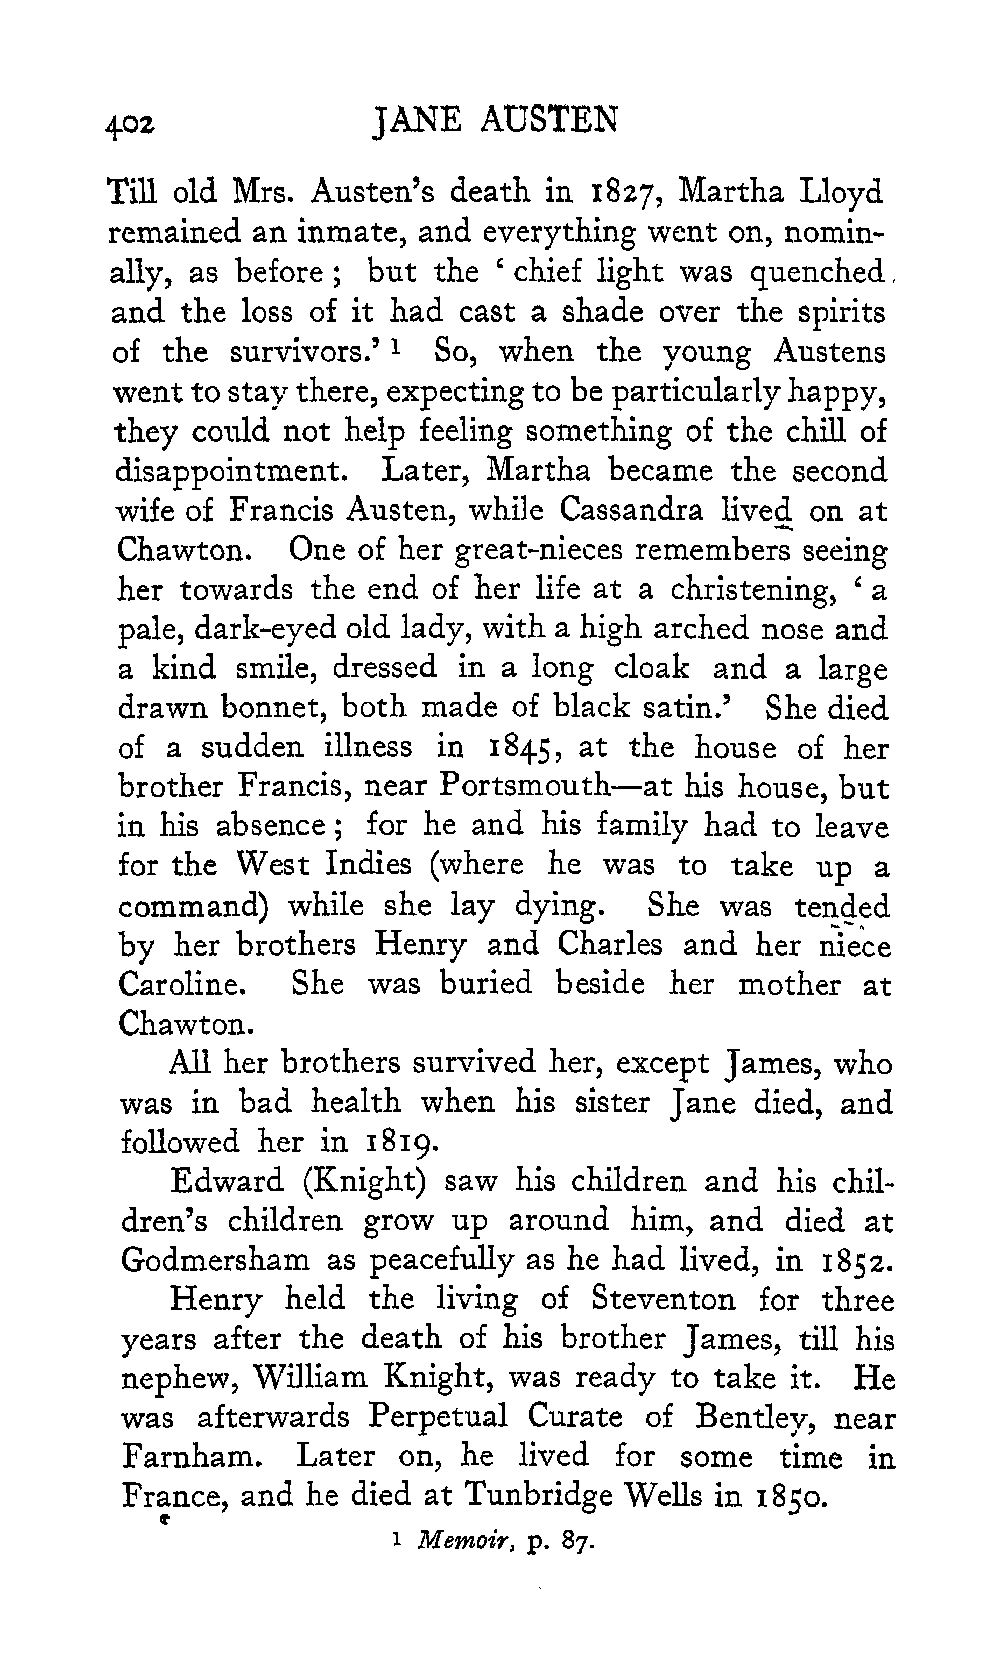 402 JANE AUSTEN
Till old Mrs. Austen's death in 1827, Martha Lloyd
remained an inmate, and everything went on, nomin-
ally, as before ; but the ‘ chief light was quenched,
and the loss of it had cast a shade over the spirits
of the survivors.’ 1 So, when the young Austens
went to stay there, expecting to be particularly happy,
they could not help feeling something of the chill of
disappointment. Later, Martha became the second
wife of Francis Austen, while Cassandra lived on at
Chawton. One of her great-nieces remembers seeing
her towards the end of her life at a christening, ‘ a
pale, dark-eyed old lady, with a high arched nose and
a kind smile, dressed in a long cloak and a large
drawn bonnet, both made of black satin.’ She died
of a sudden illness in 1845, at the house of her
brother Francis, near Portsmouth—at his house, but
in his absence ; for he and his family had to leave
for the West Indies (where he was to take up a
command) while she lay dying. She was tended
by her brothers Henry and Charles and her niece
Caroline. She was buried beside her mother at
Chawton.
All her brothers survived her, except James, who
was in bad health when his sister Jane died, and
followed her in 1819.
Edward (Knight) saw his children and his chil-
dren's children grow up around him, and died at
Godmersham as peacefully as he had lived, in 1852.
Henry held the living of Steventon for three
years after the death of his brother James, till his
nephew, William Knight, was ready to take it. He
was afterwards Perpetual Curate of Bentley, near
Farnham. Later on, he lived for some time in
France, and he died at Tunbridge Wells in 1850.
1 Memoir, p. 87.